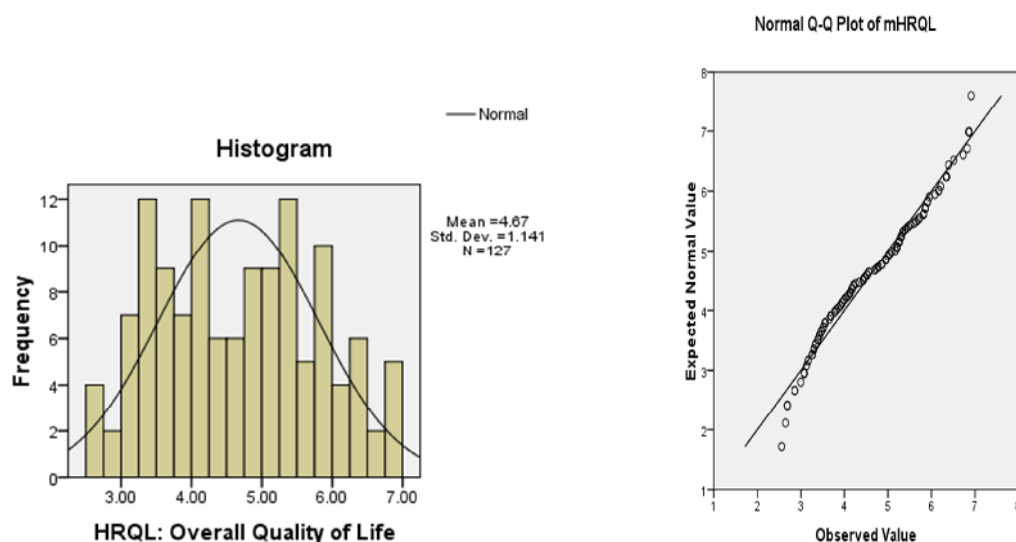 Normal
Histogram
Mean =4.67
Std. Dev. =1.141
N =127
12
10
8
6
4
2
0
Frequency
3.00 4.00 5.00 6.00 7.00
HRQL: Overall Quality of Life
Normal Q-Q Plot of mHRQL
8
7
6
5
4
3
2
1
Expected Normal Value
1 2 3 4 5 6 7 8
Observed Value